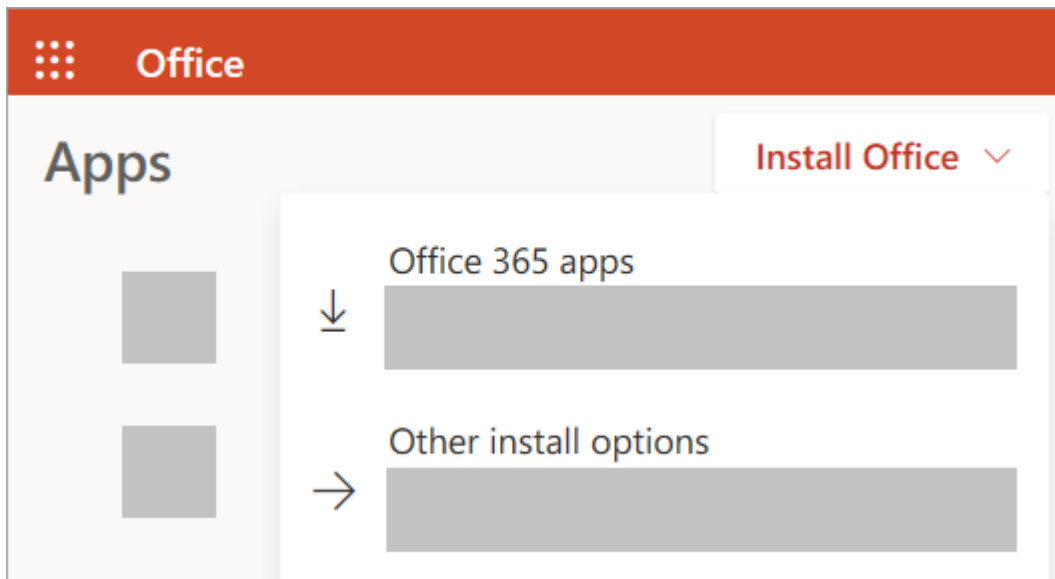 Office
Apps
Install Office
Office 365 apps
Other install options